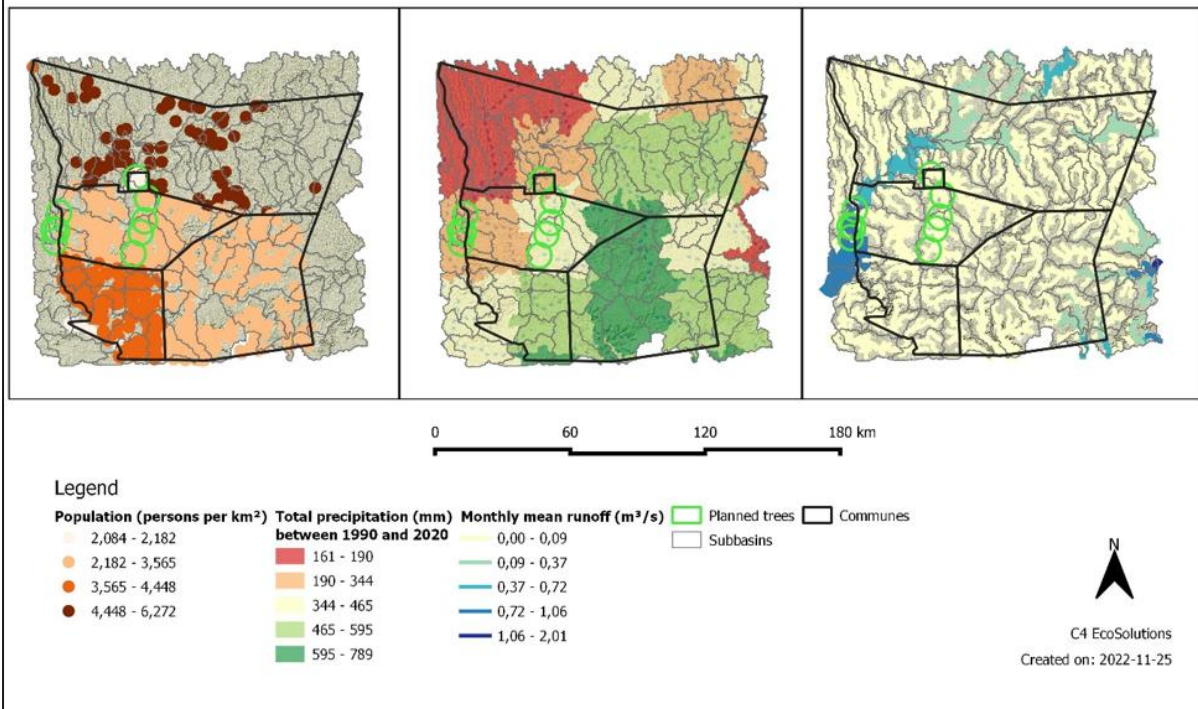 0 60 120 180 km
Legend
Population (persons per km²)
2,084 - 2,182
2,182 - 3,565
3,565 - 4,448
4,448 - 6,272
Total precipitation (mm)
between 1990 and 2020
161 - 190
190 - 344
344 - 465
465 - 595
595 - 789
Monthly mean runoff (m³/s)
0,00 - 0,09
0,09 - 0,37
0,37 - 0,72
0,72 - 1,06
1,06 - 2,01
Planned trees
Communes
Subbasins
N
C4 EcoSolutions
Created on: 2022-11-25